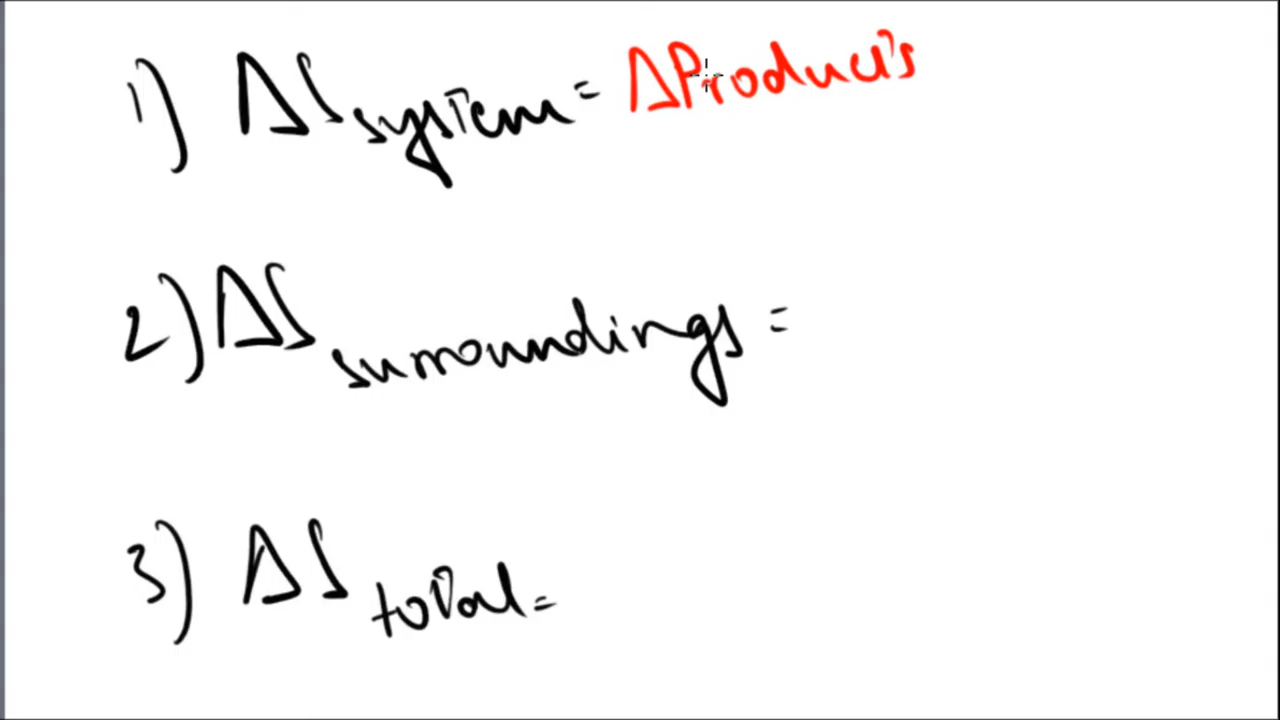 1) ΔS system = ΔProducts
2) ΔS surroundings =
3) ΔS total =